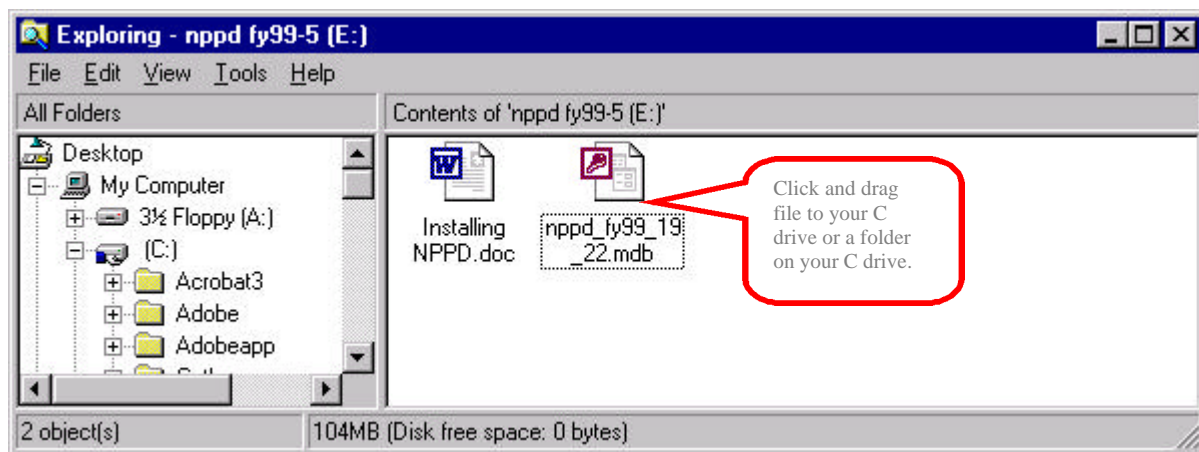 Exploring - nppd fy99-5 (E:)
File Edit View Tools Help
All Folders
Contents of 'nppd fy99-5 (E:)'
Desktop
My Computer
3½ Floppy (A:)
(C:)
Acrobat3
Adobe
Adobeapp
Installing
NPPD.doc
nppd_fy99_19
_22.mdb
Click and drag
file to your C
drive or a folder
on your C drive.
2 object(s)
104MB (Disk free space: 0 bytes)